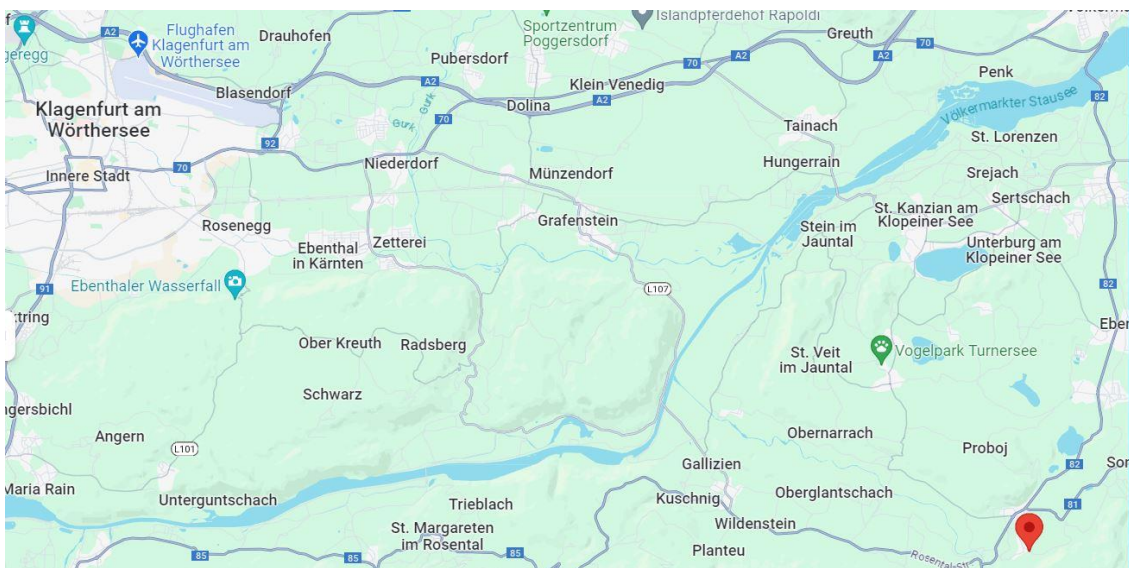 Islandpferdehof Rapoldi
Sportzentrum
Poggersdorf
Flughafen
Klagenfurt am
Wörthersee
Drauhofen
Greuth
A2
70
Pubersdorf
A2
70
A2
Klein Venedig
Penk
Blasendorf
A2
Dolina
A2
82
Klagenfurt am
Wörthersee
Gurk
Gurk
70
Völkermarkter Stausee
Tainach
St. Lorenzen
92
70
Niederdorf
Hungerrain
Innere Stadt
Münzendorf
Srejach
Sertschach
Rosenegg
Grafenstein
St. Kanzian am
Klopeiner See
Stein im
Jauntal
Ebenthal
in Kärnten
Zetterei
Unterburg am
Klopeiner See
Ebenthaler Wasserfall
91
L107
82
Ober Kreuth
Radsberg
St. Veit
im Jauntal
Vogelpark Turnersee
Schwarz
Angern
L101
Obernarrach
Proboj
82
Gallizien
Maria Rain
Unterguntschach
Trieblach
Kuschnig
Oberglantschach
81
St. Margareten
im Rosental
Wildenstein
85
85
85
Planteu
Rosental-Str.